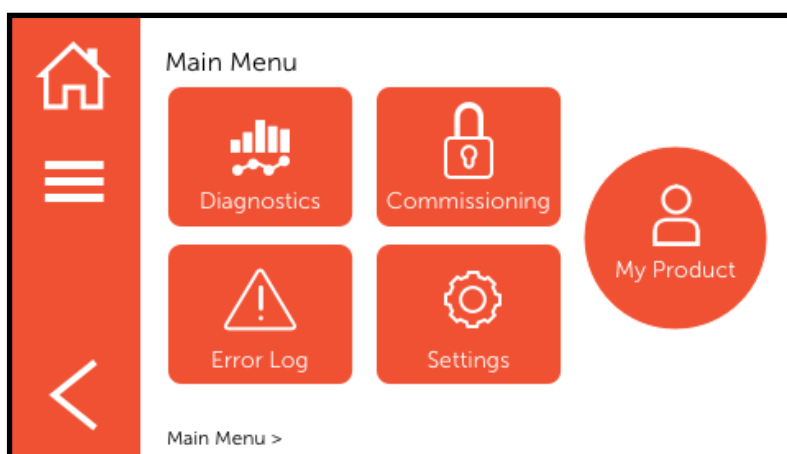 Main Menu
Diagnostics
Commissioning
My Product
Error Log
Settings
Main Menu >